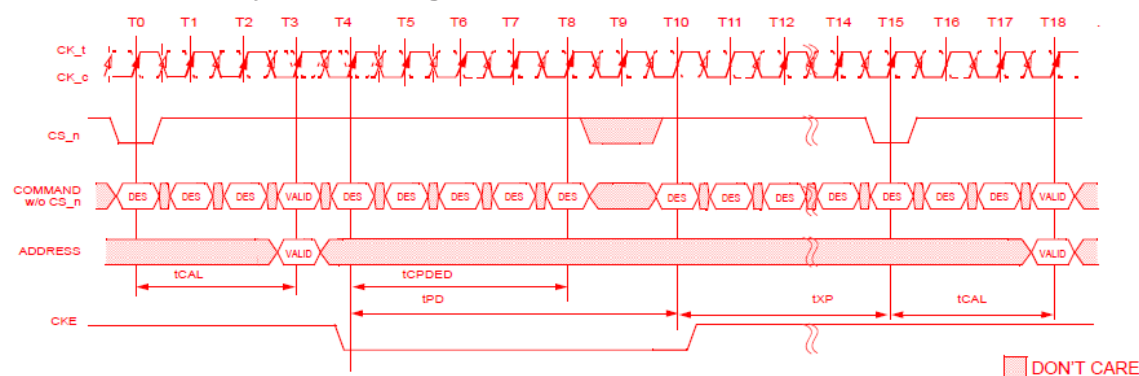 T0 T1 T2 T3 T4 T5 T6 T7 T8 T9 T10 T11 T12 T14 T15 T16 T17 T18
CK_t
CK_c
CS_n
COMMAND
w/o CS_n
DES DES DES VALID DES DES DES DES DES DES DES DES DES DES DES DES VALID
ADDRESS
VALID VALID
tCAL tCPDED
tPD tXP tCAL
CKE
DON'T CARE